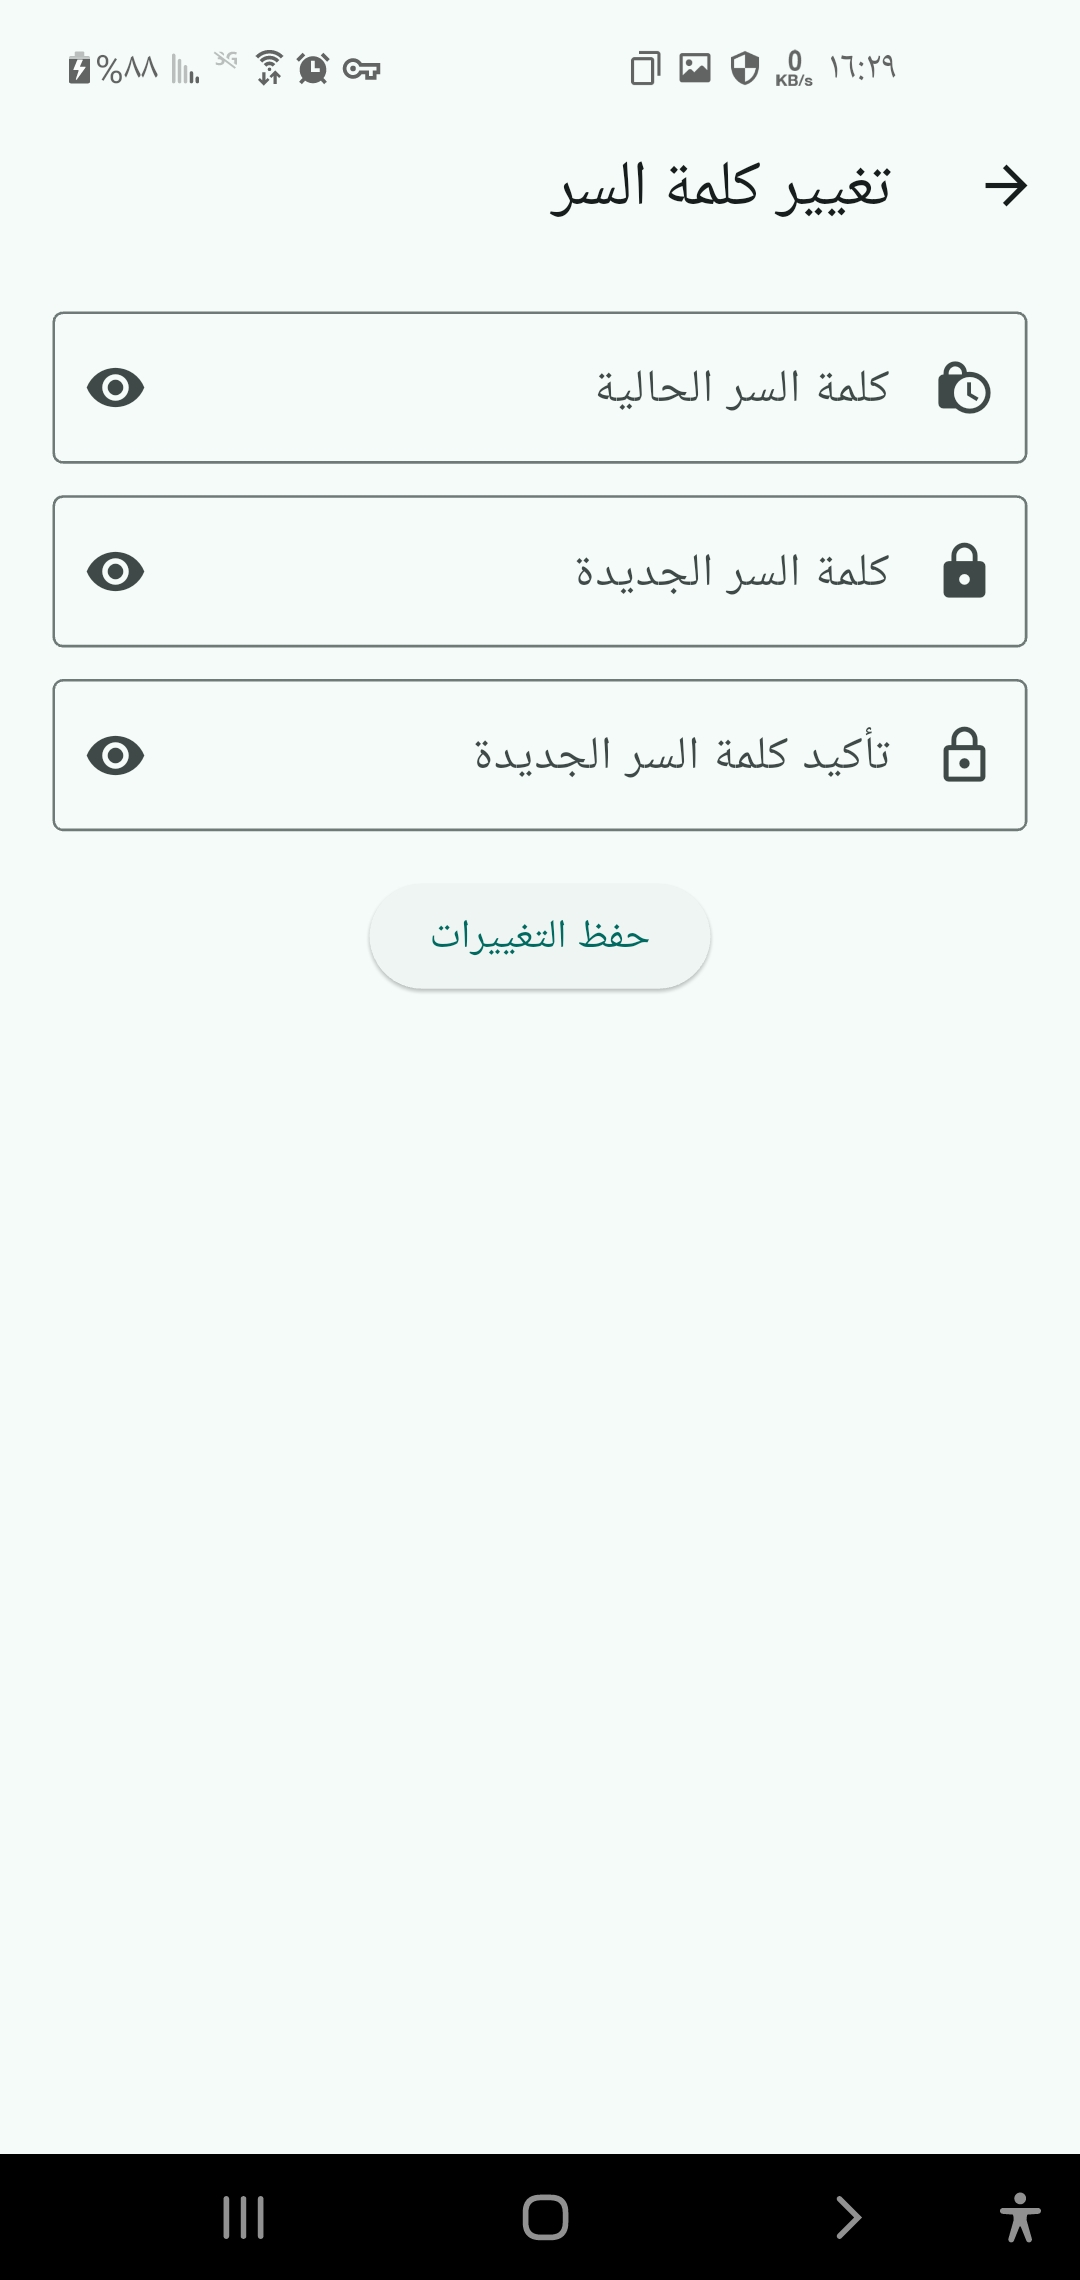 ١٦:٢٩ 0 KB/s 3G %٨٨
تغيير كلمة السر
كلمة السر الحالية
كلمة السر الجديدة
تأكيد كلمة السر الجديدة
حفظ التغييرات